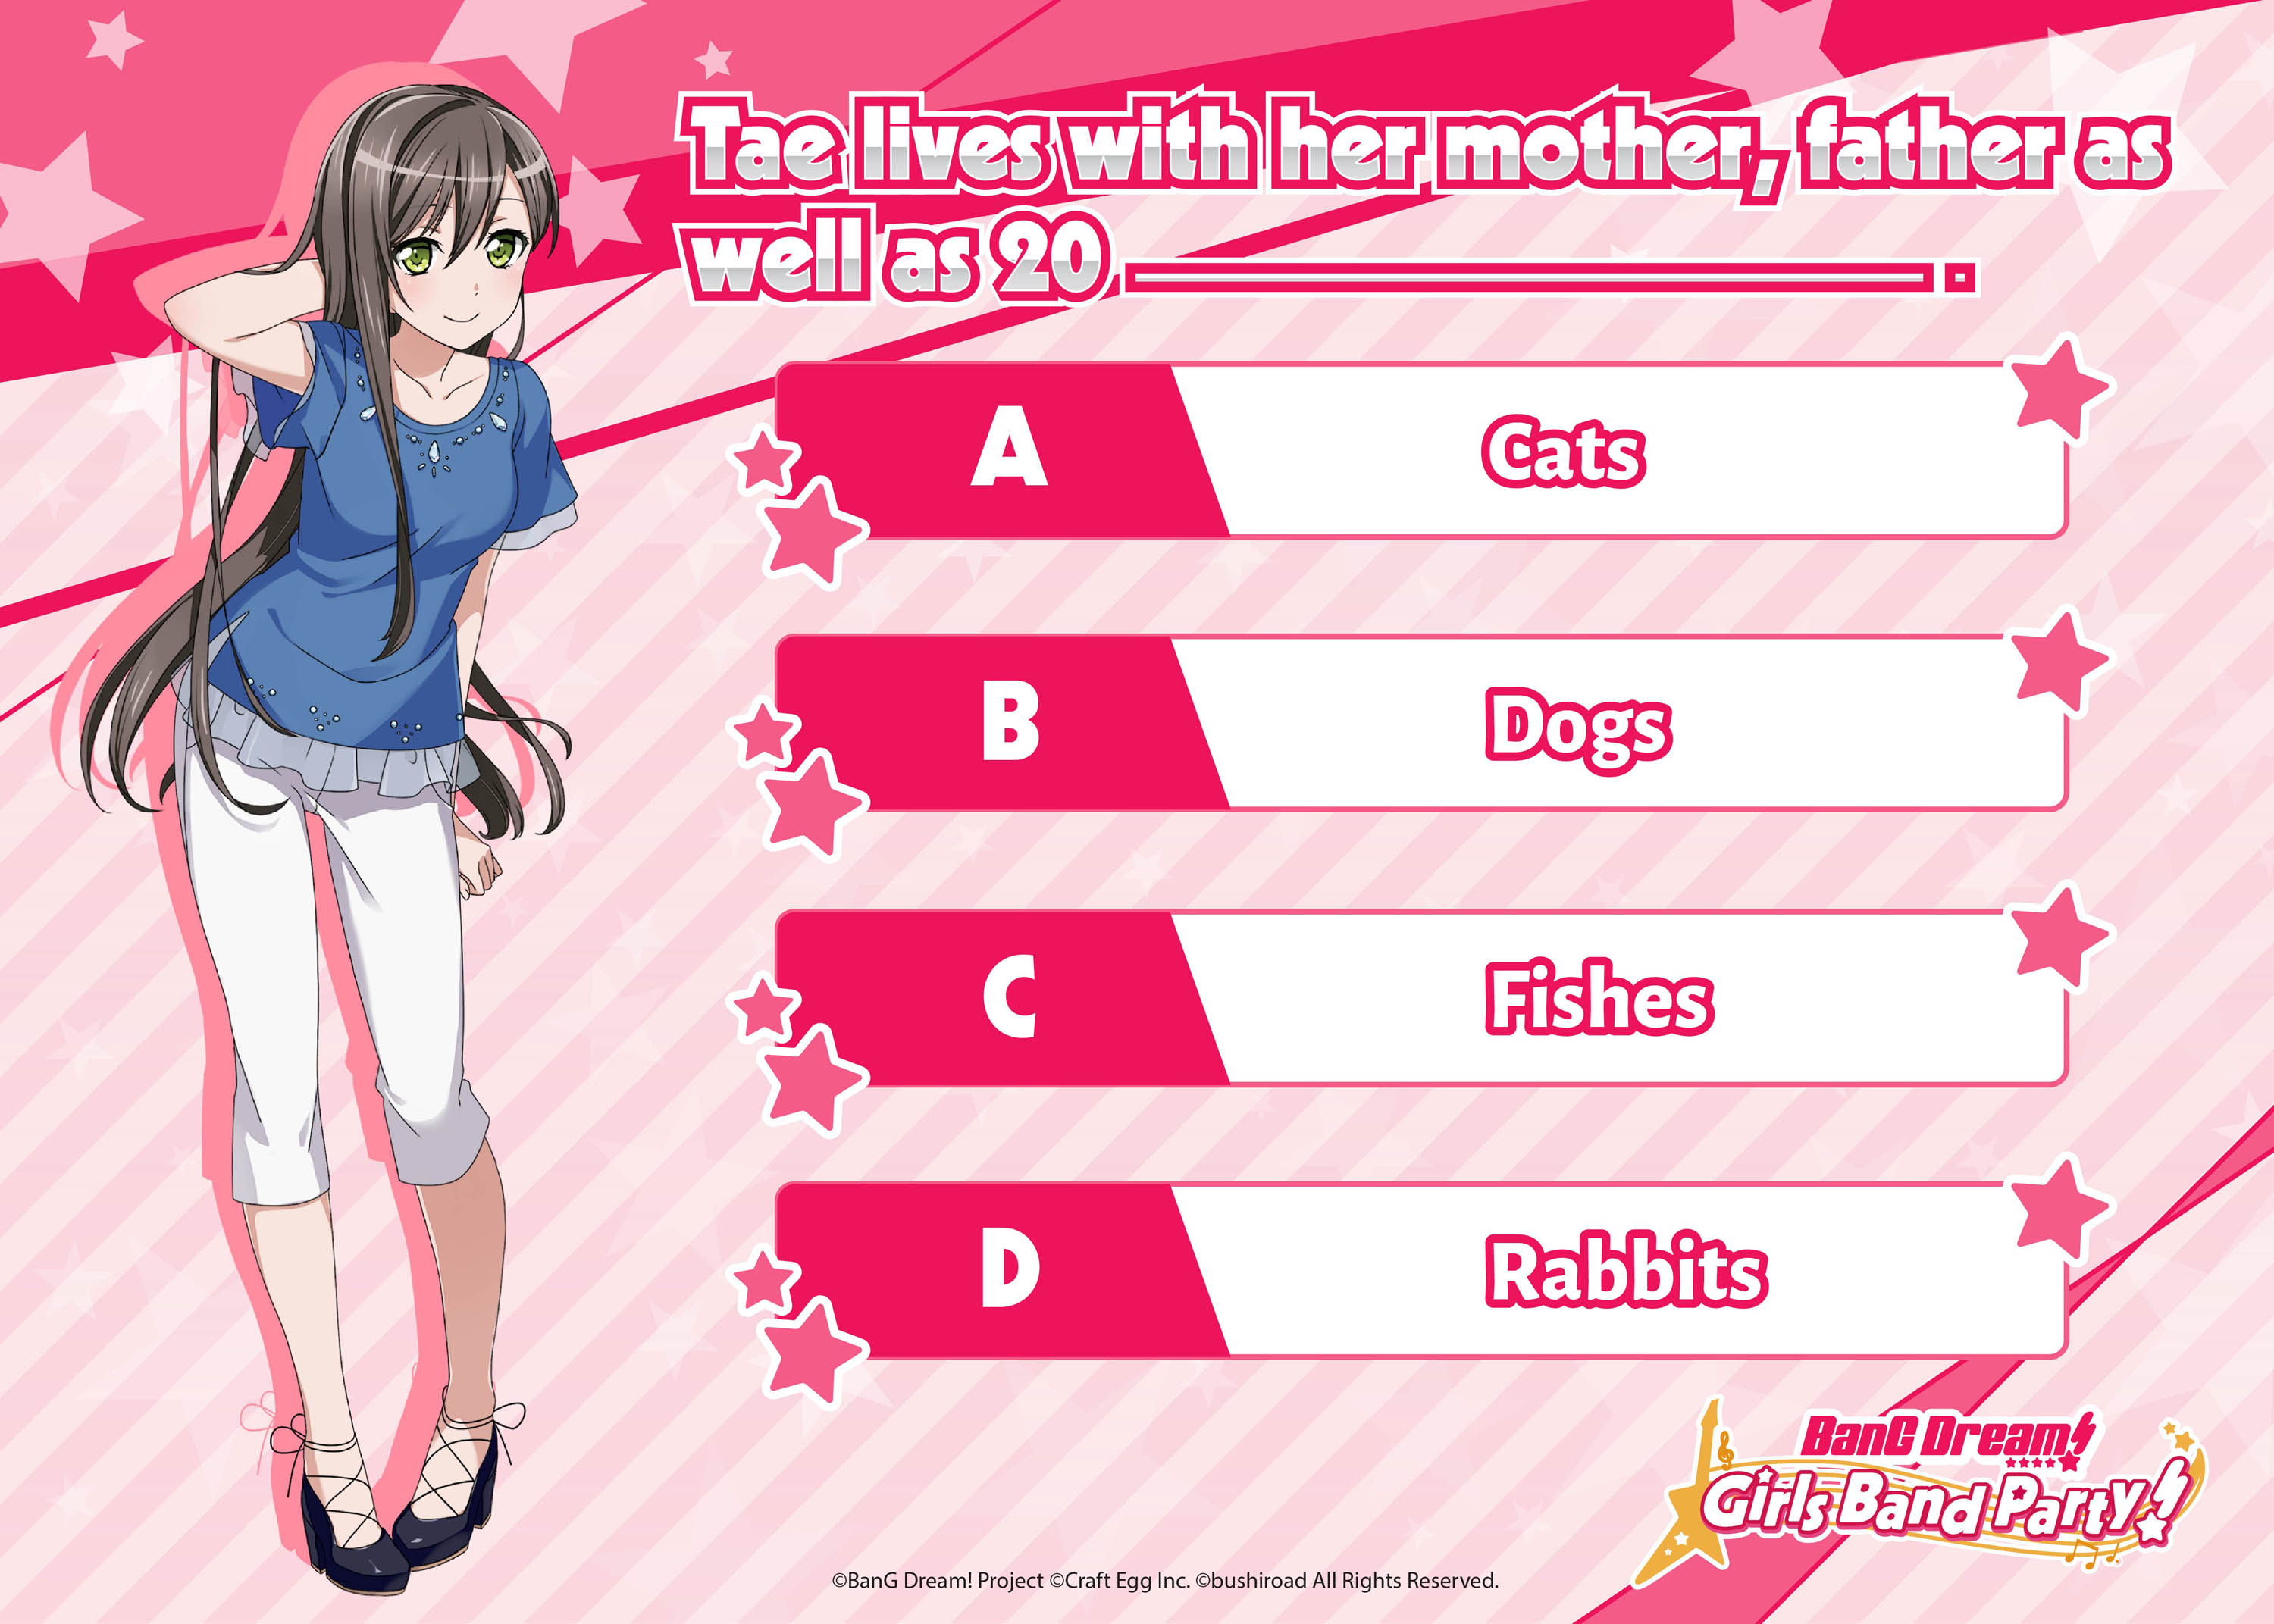 Tae lives with her mother, father as
well as 20 ________.
A
Cats
B
Dogs
C
Fishes
D
Rabbits
BanG Dream!
Girls Band Party!
©BanG Dream! Project ©Craft Egg Inc. ©bushiroad All Rights Reserved.